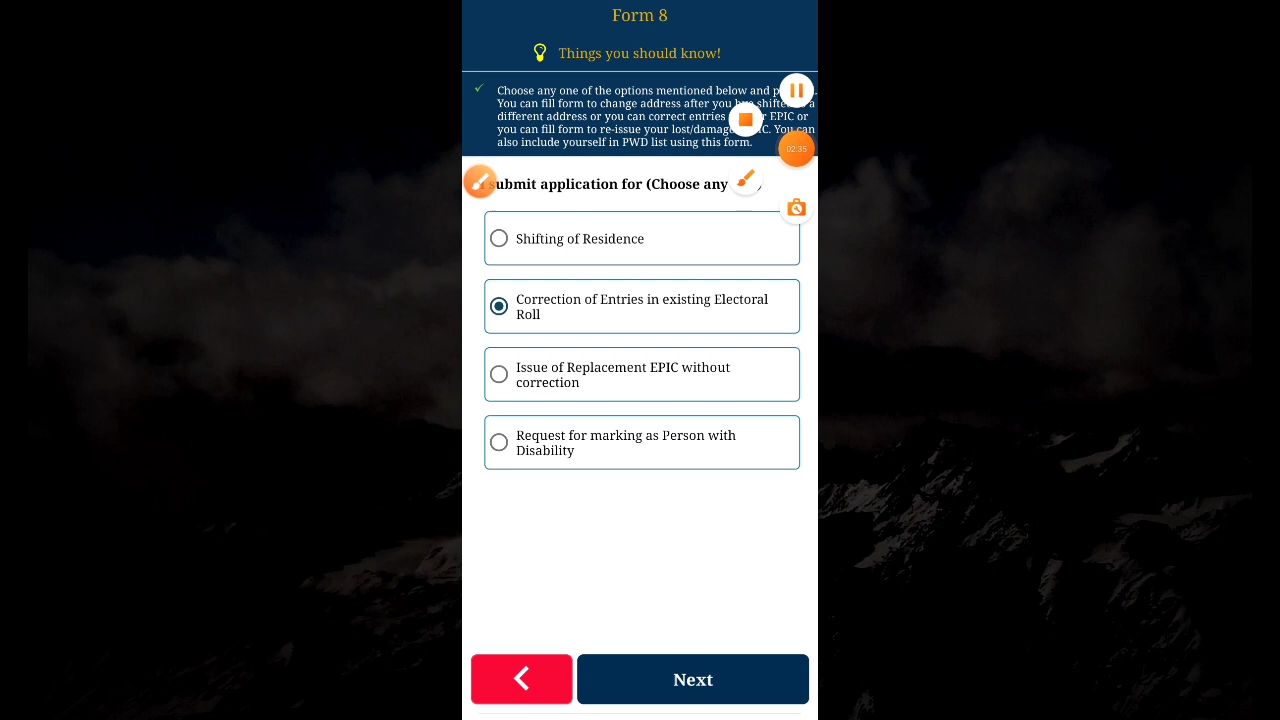 Form 8
Things you should know!
Choose any one of the options mentioned below and
You can fill form to change address after you
different address or you can correct entries EPIC or
you can fill form to re-issue your You can
also include yourself in PWD list using this form.
02:35
submit application for (Choose any
Shifting of Residence
Correction of Entries in existing Electoral
Roll
Issue of Replacement EPIC without
correction
Request for marking as Person with
Disability
Next